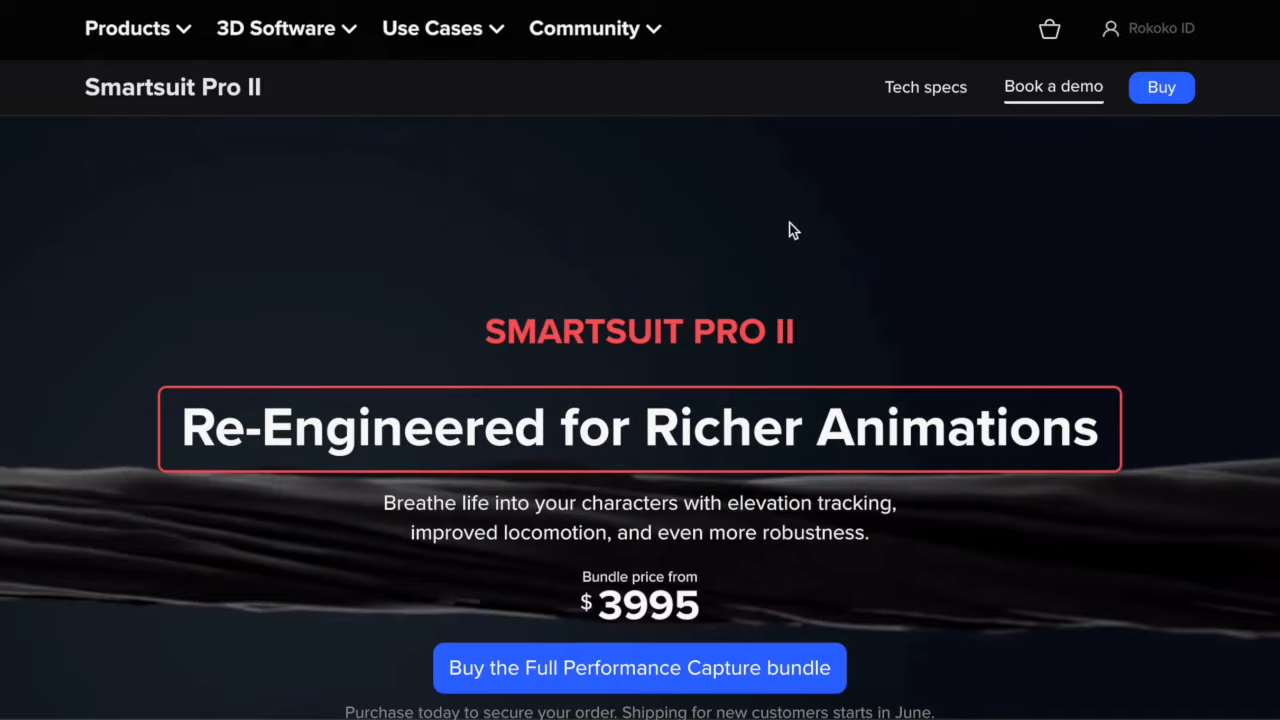 Products 3D Software Use Cases Community Rokoko ID
Smartsuit Pro II Tech specs Book a demo Buy
SMARTSUIT PRO II
Re-Engineered for Richer Animations
Breathe life into your characters with elevation tracking,
improved locomotion, and even more robustness.
Bundle price from
$ 3995
Buy the Full Performance Capture bundle
Purchase today to secure your order. Shipping for new customers starts in June.